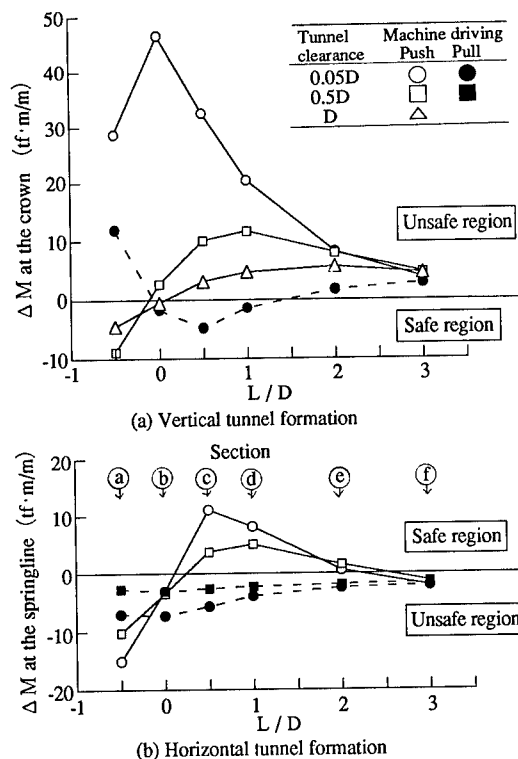 Tunnel clearance Machine driving
Push Pull
0.05D
0.5D
D
50
40
30
20
10
0
-10
Δ M at the crown (tf·m/m)
Unsafe region
Safe region
-1 0 1 2 3
L / D
(a) Vertical tunnel formation
Section
a b c d e f
20
10
0
-10
-20
Δ M at the springline (tf·m/m)
Safe region
Unsafe region
-1 0 1 2 3
L / D
(b) Horizontal tunnel formation